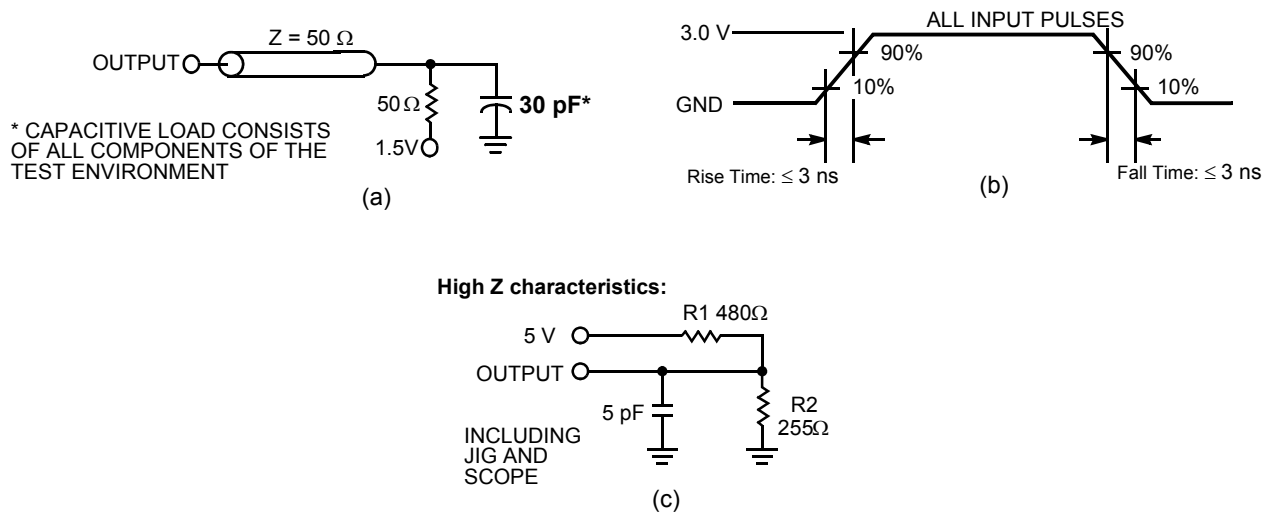 Z = 50 Ω
OUTPUT
50 Ω
30 pF*
1.5V
* CAPACITIVE LOAD CONSISTS
OF ALL COMPONENTS OF THE
TEST ENVIRONMENT
(a)
ALL INPUT PULSES
3.0 V
90%
90%
10%
10%
GND
Rise Time: ≤ 3 ns
Fall Time: ≤ 3 ns
(b)
High Z characteristics:
R1 480Ω
5 V
OUTPUT
5 pF
R2
255Ω
INCLUDING
JIG AND
SCOPE
(c)